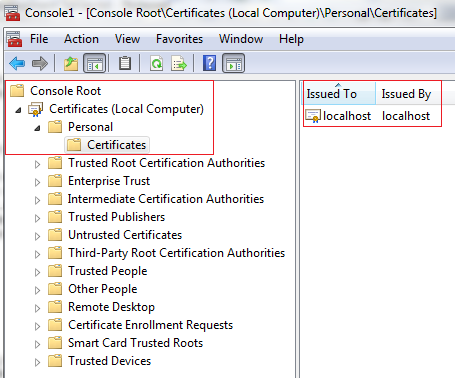 Console1 - [Console Root\Certificates (Local Computer)\Personal\Certificates]
File Action View Favorites Window Help
Console Root
Certificates (Local Computer)
Personal
Certificates
Trusted Root Certification Authorities
Enterprise Trust
Intermediate Certification Authorities
Trusted Publishers
Untrusted Certificates
Third-Party Root Certification Authorities
Trusted People
Other People
Remote Desktop
Certificate Enrollment Requests
Smart Card Trusted Roots
Trusted Devices
Issued To Issued By
localhost localhost